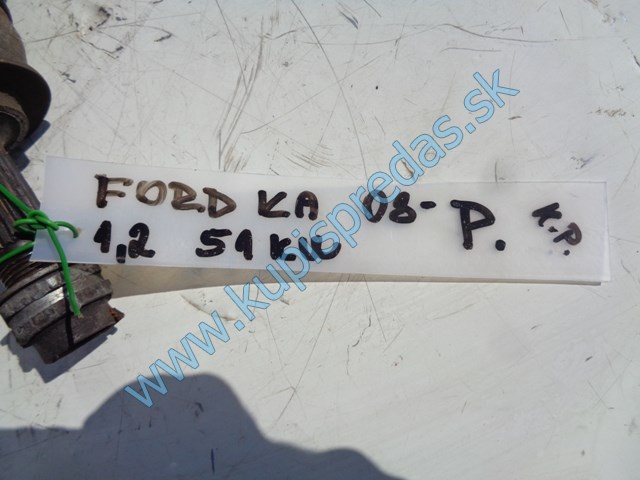 FORD KA 08- P. K.P.
1,2 51 KW
www.kupispredas.sk